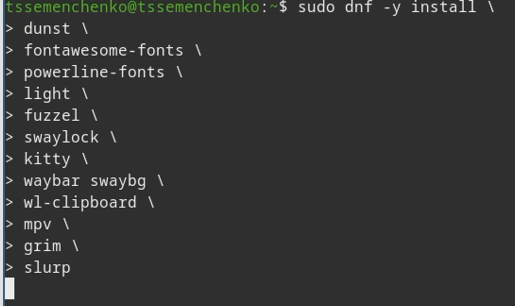 tssemenchenko@tssemenchenko:~$ sudo dnf -y install \
> dunst \
> fontawesome-fonts \
> powerline-fonts \
> light \
> fuzzel \
> swaylock \
> kitty \
> waybar swaybg \
> wl-clipboard \
> mpv \
> grim \
> slurp